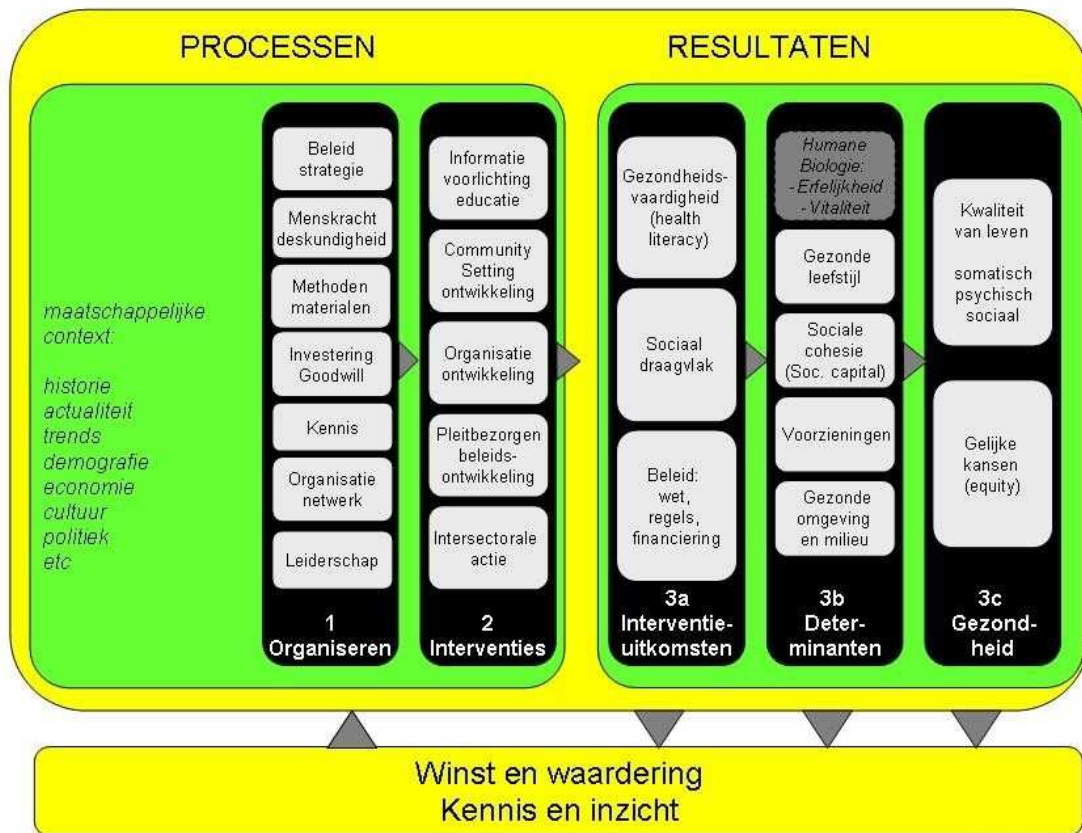 PROCESSEN
RESULTATEN
maatschappelijke
context:
historie
actualiteit
trends
demografie
economie
cultuur
politiek
etc
Beleid
strategie
Menskracht
deskundigheid
Methoden
materialen
Investering
Goodwill
Kennis
Organisatie
netwerk
Leiderschap
1
Organiseren
Informatie
voorlichting
educatie
Community
Setting
ontwikkeling
Organisatie
ontwikkeling
Pleitbezorgen
beleids-
ontwikkeling
Intersectorale
actie
2
Interventies
Gezondheids-
vaardigheid
(health
literacy)
Sociaal
draagvlak
Beleid:
wet,
regels,
financiering
3a
Interventie-
uitkomsten
Humane
Biologie:
- Erfelijkheid
- Vitaliteit
Gezonde
leefstijl
Sociale
cohesie
(Soc. capital)
Voorzieningen
Gezonde
omgeving
en milieu
3b
Deter-
minanten
Kwaliteit
van leven
somatisch
psychisch
sociaal
Gelijke
kansen
(equity)
3c
Gezond-
heid
Winst en waardering
Kennis en inzicht